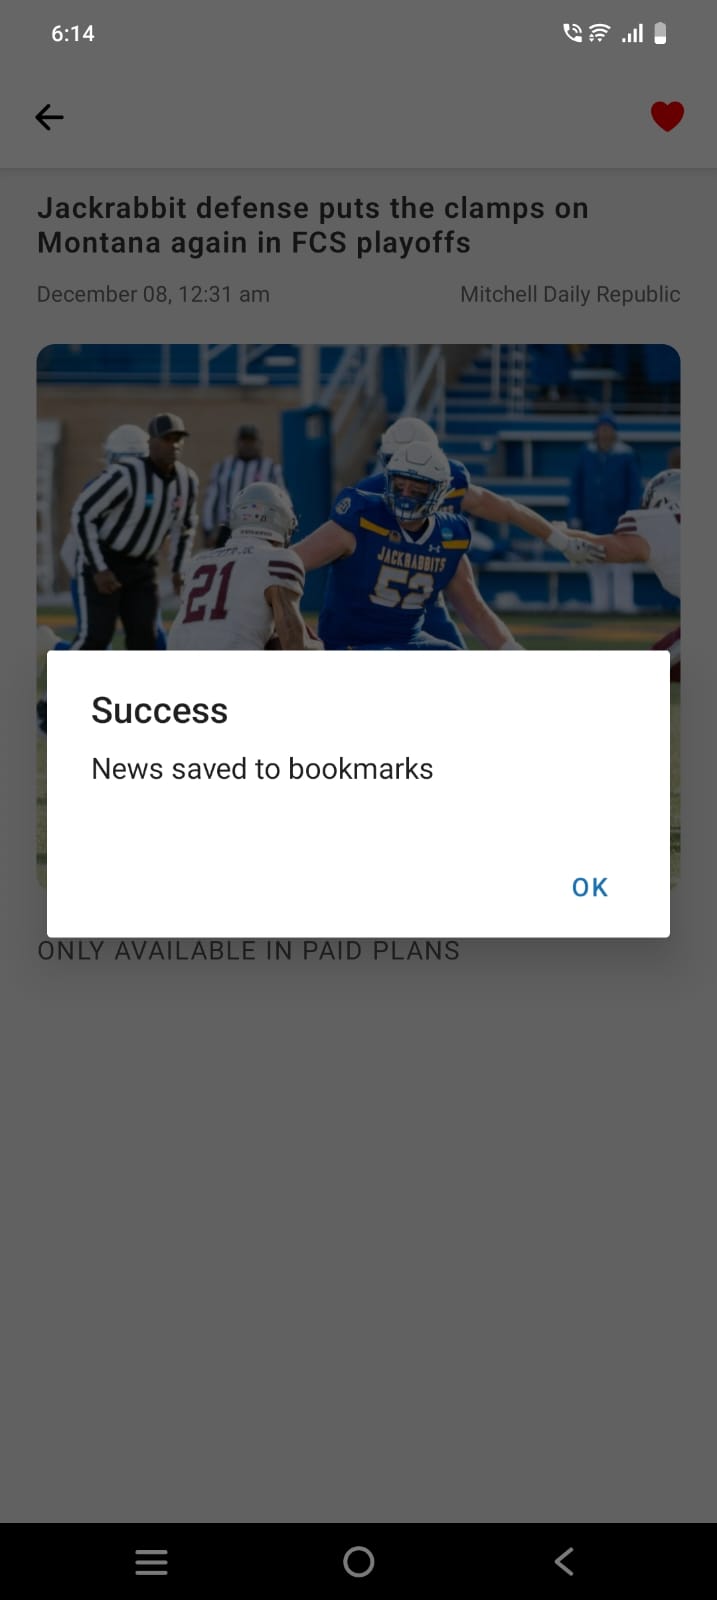 6:14
Jackrabbit defense puts the clamps on
Montana again in FCS playoffs
December 08, 12:31 am
Mitchell Daily Republic
21
JACKRABBITS
52
Success
News saved to bookmarks
OK
ONLY AVAILABLE IN PAID PLANS